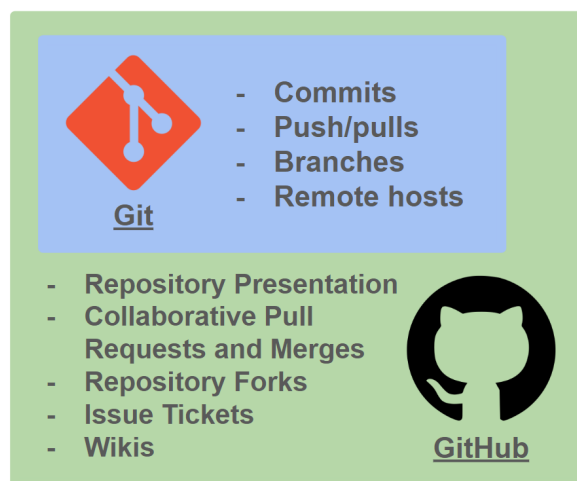 - Commits
- Push/pulls
- Branches
- Remote hosts
Git
- Repository Presentation
- Collaborative Pull
Requests and Merges
- Repository Forks
- Issue Tickets
- Wikis
GitHub